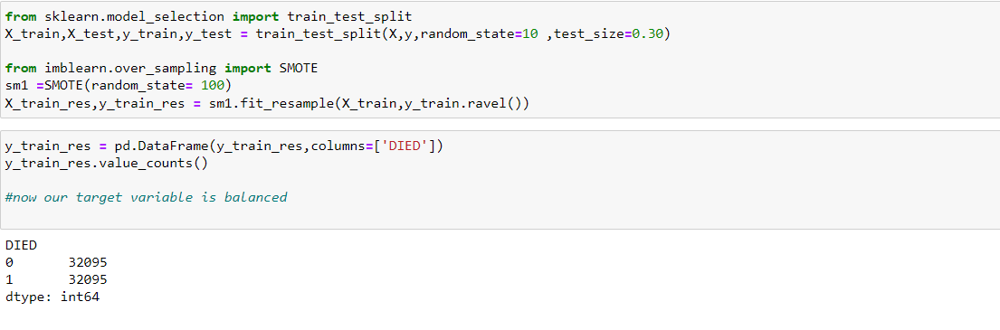 from sklearn.model_selection import train_test_split
X_train,X_test,y_train,y_test = train_test_split(X,y,random_state=10 ,test_size=0.30)
from imblearn.over_sampling import SMOTE
sm1 =SMOTE(random_state= 100)
X_train_res,y_train_res = sm1.fit_resample(X_train,y_train.ravel())
y_train_res = pd.DataFrame(y_train_res,columns=['DIED'])
y_train_res.value_counts()
#now our target variable is balanced
DIED
0       32095
1       32095
dtype: int64